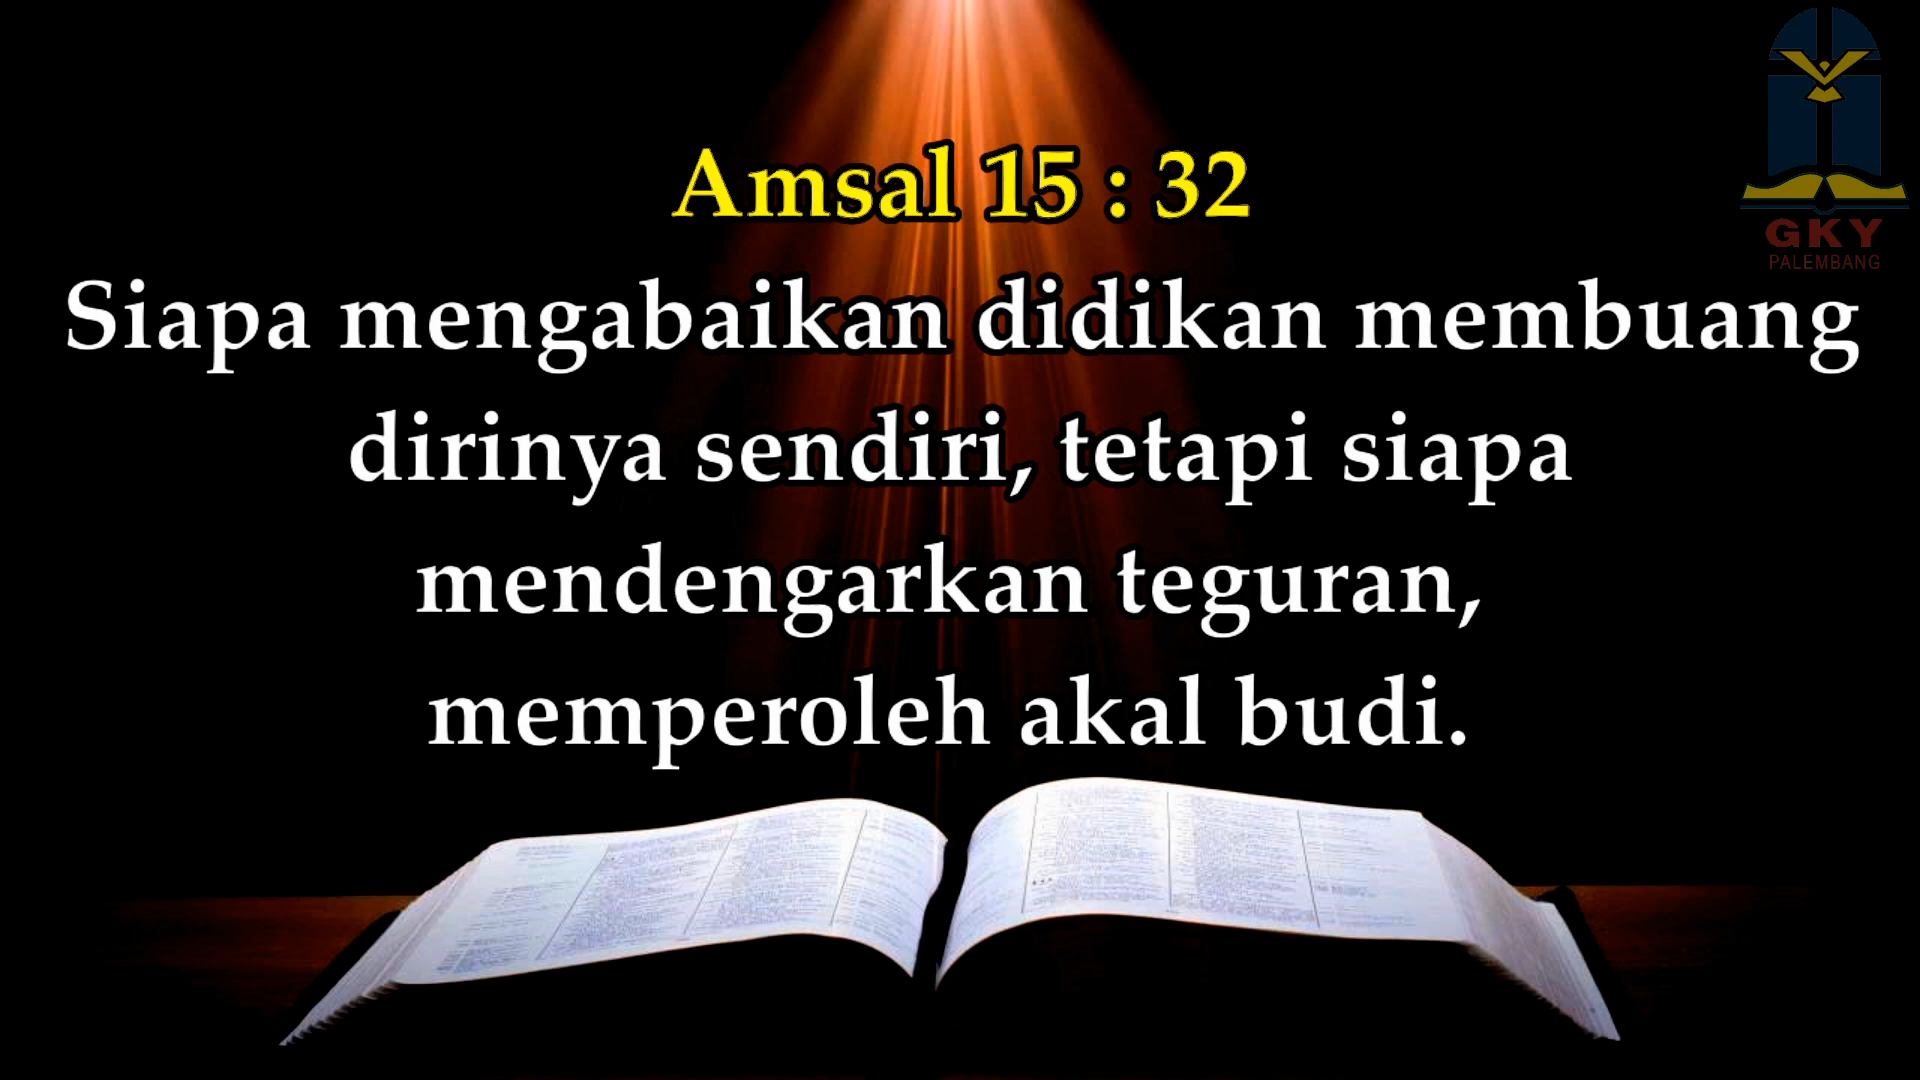 Amsal 15 : 32
Siapa mengabaikan didikan membuang
dirinya sendiri, tetapi siapa
mendengarkan teguran,
memperoleh akal budi.
GKY
PALEMBANG